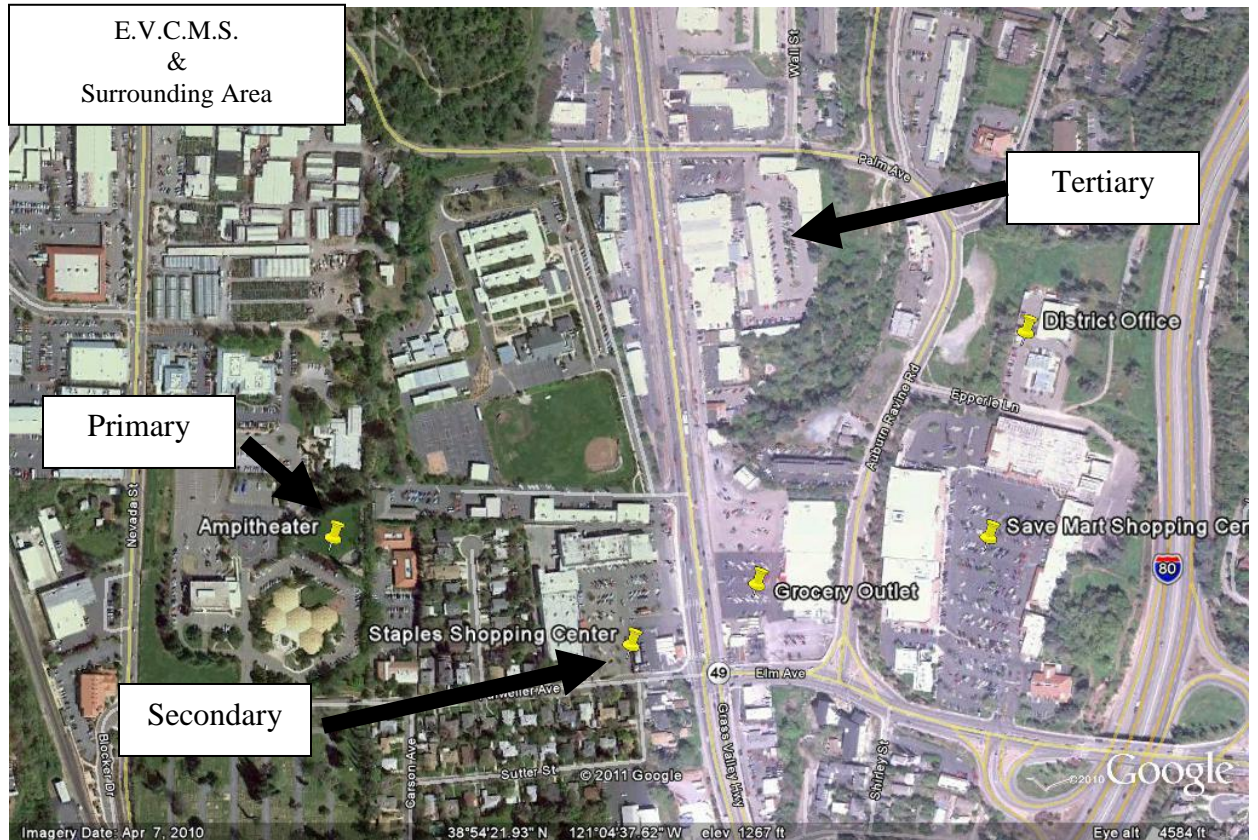 E.V.C.M.S.
&
Surrounding Area
Wall St
Palm Ave
Tertiary
District Office
Epperle Ln
Auburn Ravine Rd
Primary
Nevada St
Ampitheater
Save Mart Shopping Cen
80
Grocery Outlet
Staples Shopping Center
49
Elm Ave
Secondary
Blocker Dr
Carson Ave
Sutter St
Grass Valley Hwy
Shirley St
© 2011 Google
©2010 Google
Imagery Date: Apr 7, 2010
38°54'21.93" N 121°04'37.62" W elev 1267 ft
Eye alt 4584 ft